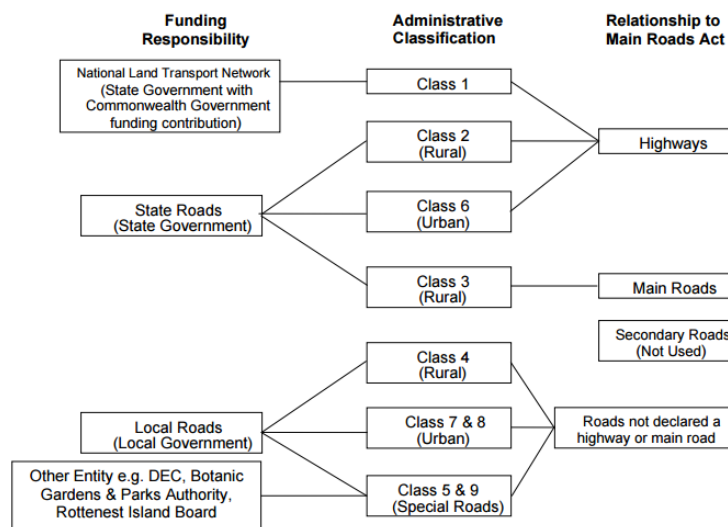 Funding
Responsibility
Administrative
Classification
Relationship to
Main Roads Act
National Land Transport Network
(State Government with
Commonwealth Government
funding contribution)
Class 1
Class 2
(Rural)
Highways
State Roads
(State Government)
Class 6
(Urban)
Class 3
(Rural)
Main Roads
Secondary Roads
(Not Used)
Class 4
(Rural)
Local Roads
(Local Government)
Class 7 & 8
(Urban)
Roads not declared a
highway or main road
Other Entity e.g. DEC, Botanic
Gardens & Parks Authority,
Rottenest Island Board
Class 5 & 9
(Special Roads)